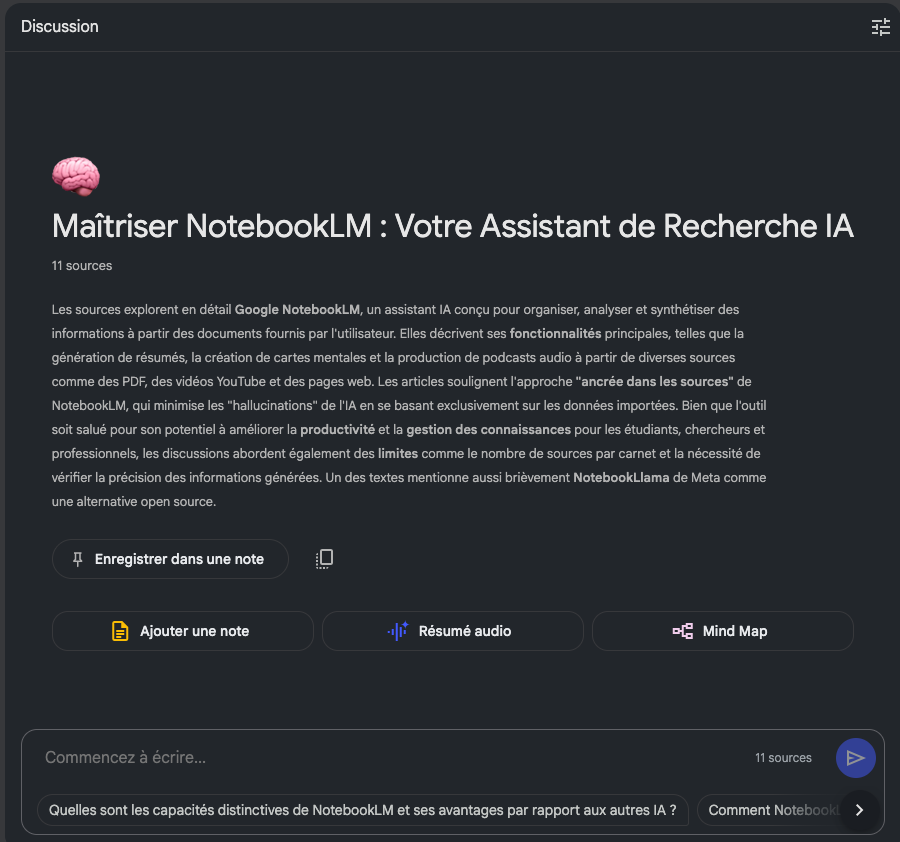 Discussion
Maîtriser NotebookLM : Votre Assistant de Recherche IA
11 sources
Les sources explorent en détail Google NotebookLM, un assistant IA conçu pour organiser, analyser et synthétiser des
informations à partir des documents fournis par l'utilisateur. Elles décrivent ses fonctionnalités principales, telles que la
génération de résumés, la création de cartes mentales et la production de podcasts audio à partir de diverses sources
comme des PDF, des vidéos YouTube et des pages web. Les articles soulignent l'approche "ancrée dans les sources" de
NotebookLM, qui minimise les "hallucinations" de l'IA en se basant exclusivement sur les données importées. Bien que l'outil
soit salué pour son potentiel à améliorer la productivité et la gestion des connaissances pour les étudiants, chercheurs et
professionnels, les discussions abordent également des limites comme le nombre de sources par carnet et la nécessité de
vérifier la précision des informations générées. Un des textes mentionne aussi brièvement NotebookLlama de Meta comme
une alternative open source.
Enregistrer dans une note
Ajouter une note
Résumé audio
Mind Map
Commencez à écrire...
11 sources
Quelles sont les capacités distinctives de NotebookLM et ses avantages par rapport aux autres IA ?
Comment